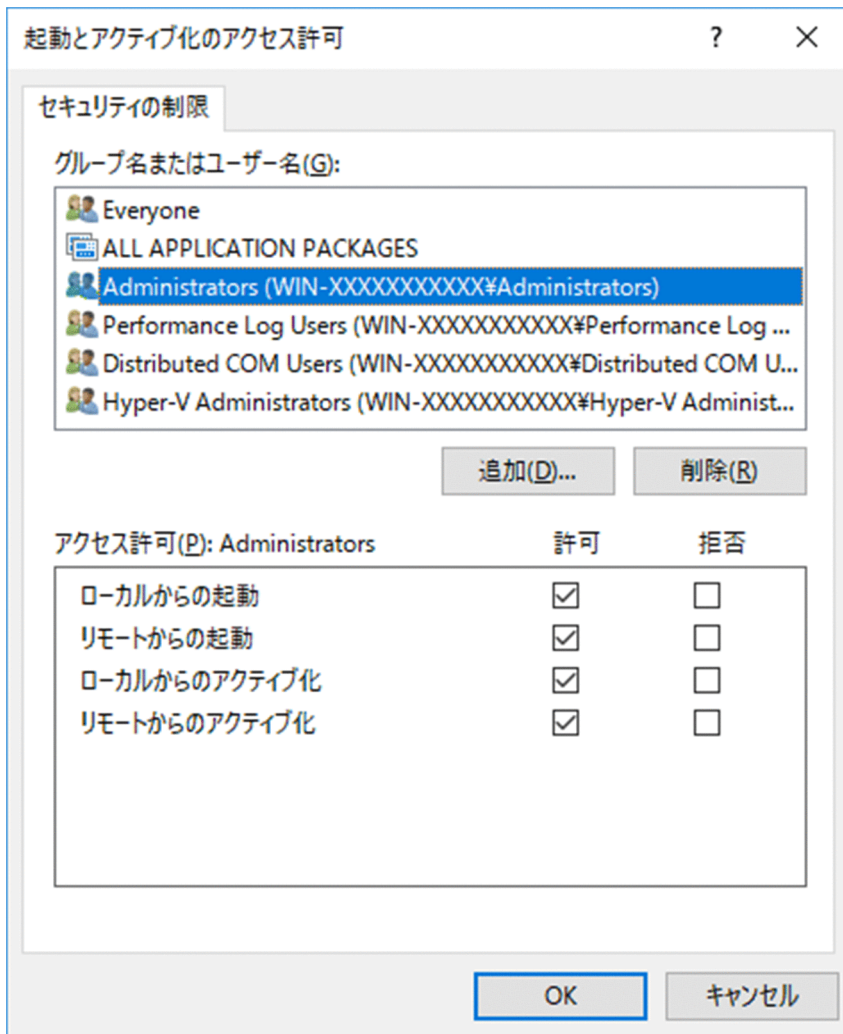 起動とアクティブ化のアクセス許可
セキュリティの制限
グループ名またはユーザー名(G):
Everyone
ALL APPLICATION PACKAGES
Administrators (WIN-XXXXXXXXXXX¥Administrators)
Performance Log Users (WIN-XXXXXXXXXXX¥Performance Log ...
Distributed COM Users (WIN-XXXXXXXXXXX¥Distributed COM U...
Hyper-V Administrators (WIN-XXXXXXXXXXX¥Hyper-V Administ...
追加(D)... 削除(R)
アクセス許可(P): Administrators 許可 拒否
ローカルからの起動
リモートからの起動
ローカルからのアクティブ化
リモートからのアクティブ化
OK キャンセル